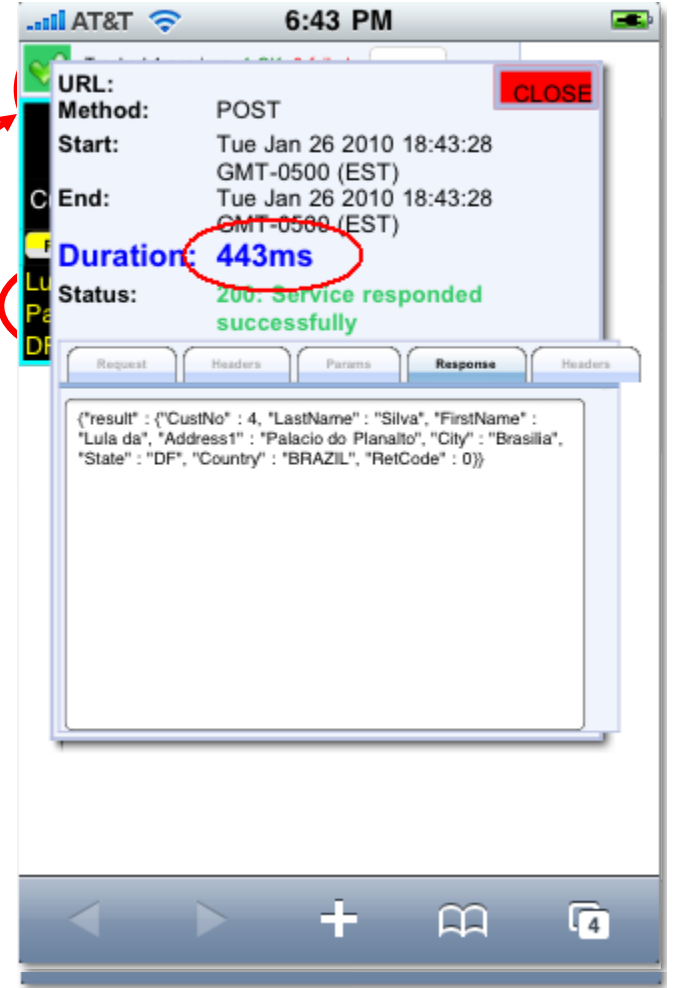 AT&T 6:43 PM
URL:
CLOSE
Method: POST
Start: Tue Jan 26 2010 18:43:28
GMT-0500 (EST)
End: Tue Jan 26 2010 18:43:28
GMT-0500 (EST)
Duration: 443ms
Status: 200: Service responded
successfully
Lu
Pa
DF
Request Headers Params Response Headers
{"result" : {"CustNo" : 4, "LastName" : "Silva", "FirstName" :
"Lula da", "Address1" : "Palacio do Planalto", "City" : "Brasilia",
"State" : "DF", "Country" : "BRAZIL", "RetCode" : 0}}
4